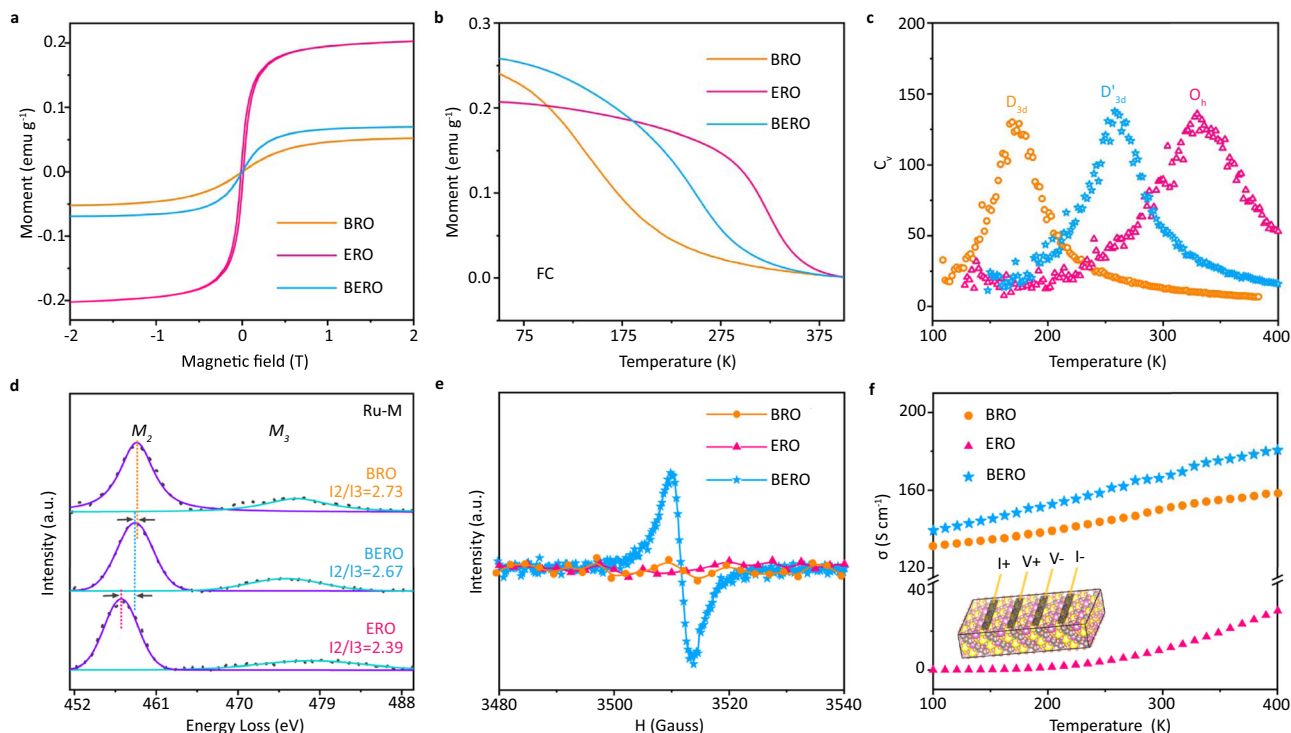 a
0.2
0.1
0.0
-0.1
-0.2
Moment (emu g⁻¹)
BRO
ERO
BERO
-2
-1
0
1
2
Magnetic field (T)
b
0.3
0.2
0.1
0.0
Moment (emu g⁻¹)
BRO
ERO
BERO
FC
75
175
275
375
Temperature (K)
c
200
150
100
50
0
Cᵥ
D3d
D'3d
Oh
100
200
300
400
Temperature (K)
d
Ru-M
M2
M3
BRO
I2/I3=2.73
BERO
I2/I3=2.67
ERO
I2/I3=2.39
Intensity (a.u.)
452
461
470
479
488
Energy Loss (eV)
e
BRO
ERO
BERO
Intensity (a.u.)
3480
3500
3520
3540
H (Gauss)
f
200
160
120
40
0
σ (S cm⁻¹)
BRO
ERO
BERO
I+ V+ V- I-
100
200
300
400
Temperature (K)